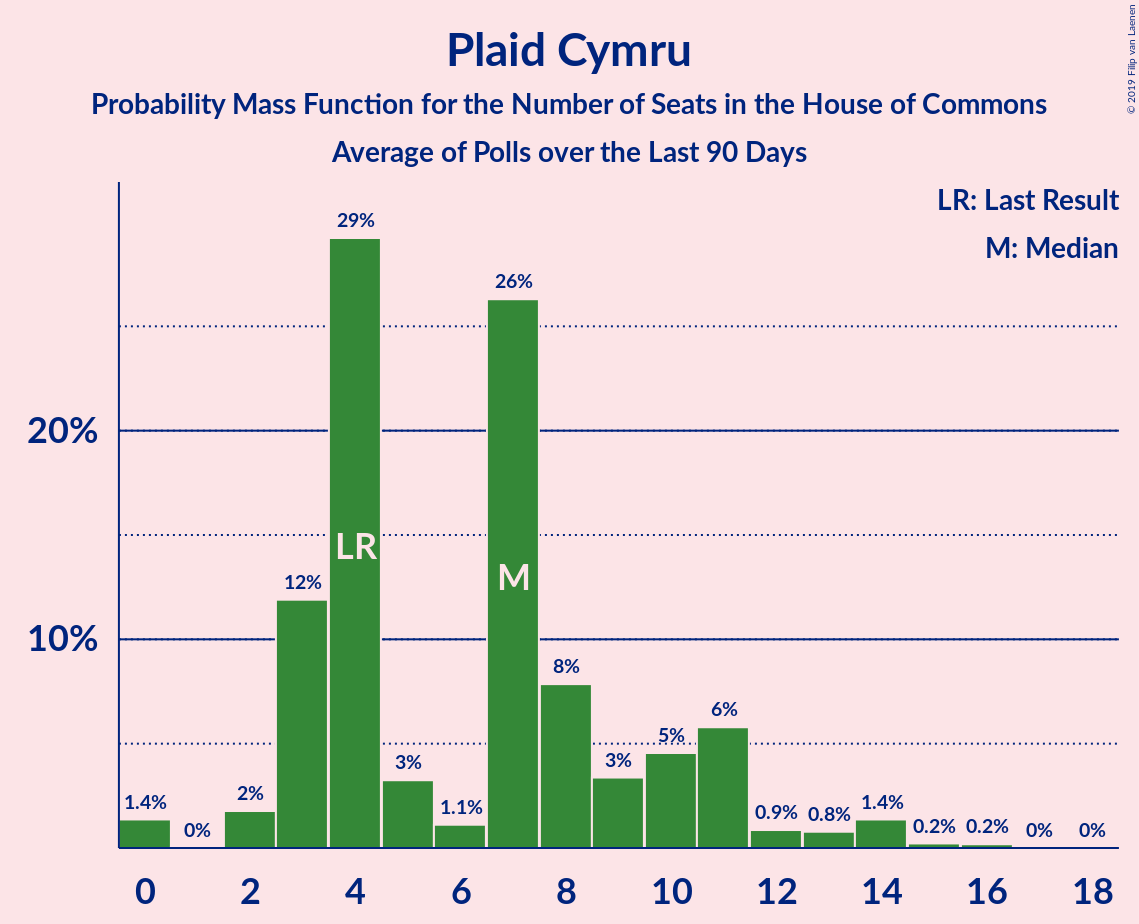 Plaid Cymru
Probability Mass Function for the Number of Seats in the House of Commons
Average of Polls over the Last 90 Days
© 2019 Filip van Laenen
LR: Last Result
M: Median
29%
26%
20%
LR
M
12%
10%
8%
6%
5%
3%
3%
2%
1.4%
0%
1.1%
0.9%
0.8%
1.4%
0.2%
0.2%
0%
0%
0 2 4 6 8 10 12 14 16 18